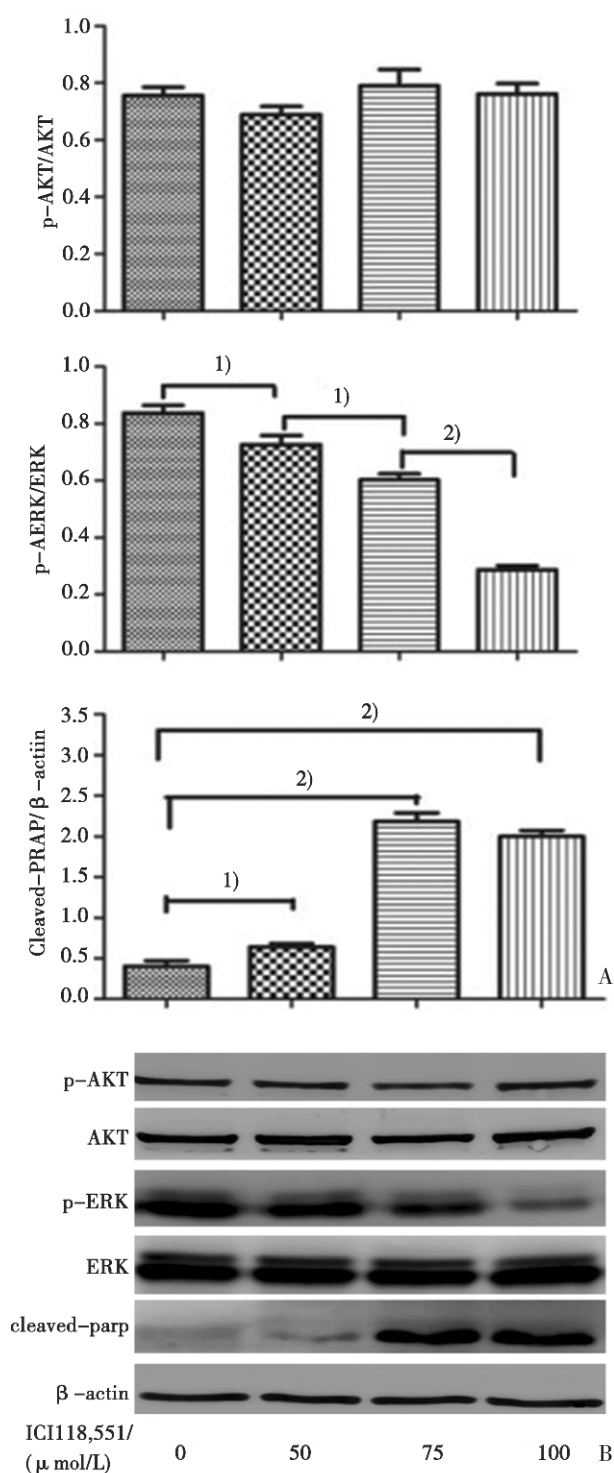 p-AKT/AKT
1.0
0.8
0.6
0.4
0.2
0.0
p-AERK/ERK
1.0
0.8
0.6
0.4
0.2
0.0
1)
1)
2)
Cleaved-PRAP/β-actiin
3.5
3.0
2.5
2.0
1.5
1.0
0.5
0.0
2)
2)
1)
A
p-AKT
AKT
p-ERK
ERK
cleaved-parp
β-actin
ICI118,551/
(μmol/L) 0 50 75 100 B